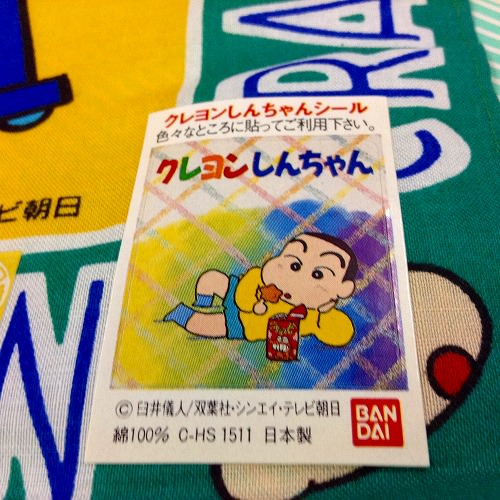 クレヨンしんちゃんシール
色々なところに貼ってご利用下さい。
クレヨンしんちゃん
©臼井儀人/双葉社・シンエイ・テレビ朝日
綿100% C-HS 1511 日本製
BAN
DAI
ビ朝日
CRA